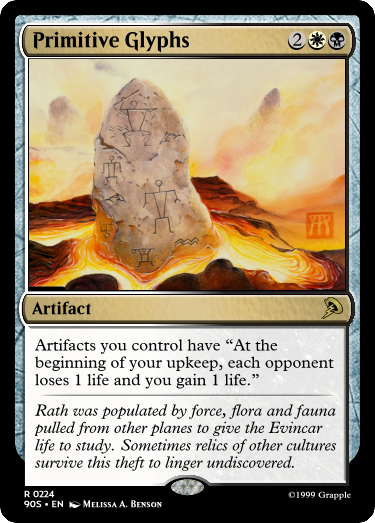 Primitive Glyphs 2
Artifact
Artifacts you control have “At the
beginning of your upkeep, each opponent
loses 1 life and you gain 1 life.”
Rath was populated by force, flora and fauna
pulled from other planes to give the Evincar
life to study. Sometimes relics of other cultures
survive this theft to linger undiscovered.
R 0224
90S • EN Melissa A. Benson
©1999 Grapple